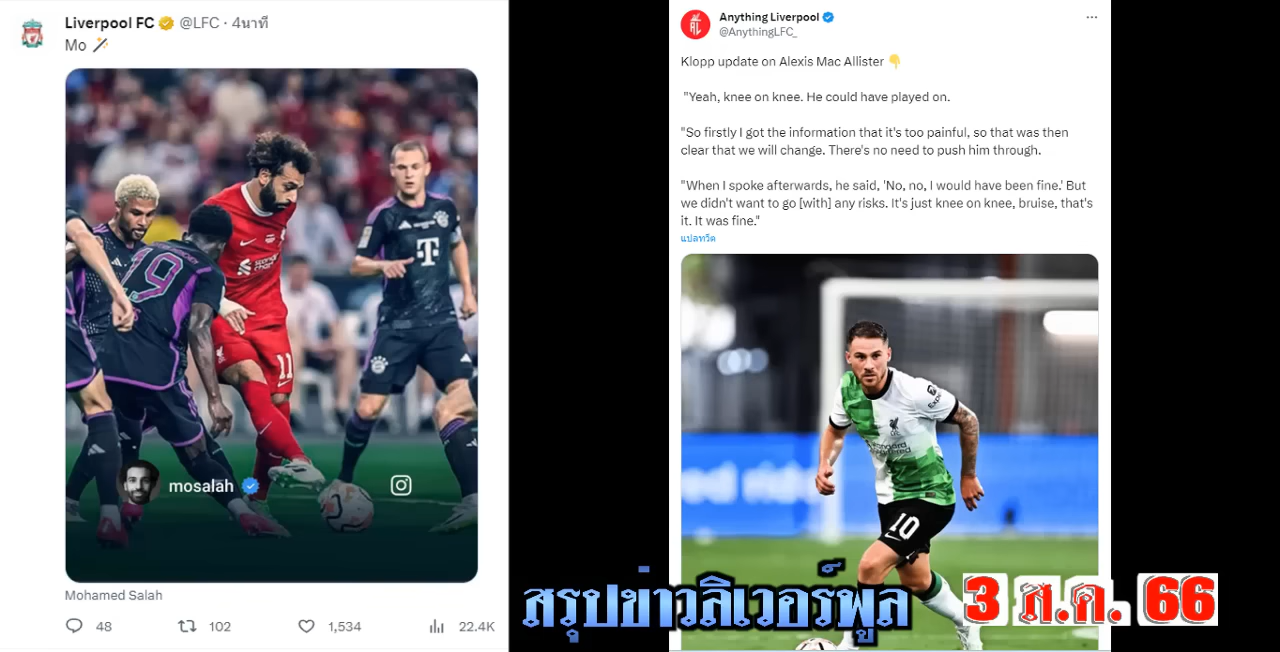 Liverpool FC @LFC · 4นาที
Mo
19
11
T
mosalah
Mohamed Salah
48 102 1,534 22.4K
Anything Liverpool
@AnythingLFC_
Klopp update on Alexis Mac Allister 👇
"Yeah, knee on knee. He could have played on.
"So firstly I got the information that it's too painful, so that was then
clear that we will change. There's no need to push him through.
"When I spoke afterwards, he said, 'No, no, I would have been fine.' But
we didn't want to go [with] any risks. It's just knee on knee, bruise, that's
it. It was fine."
แปลทวีต
10
สรุปข่าวลิเวอร์พูล 3 ส.ค. 66